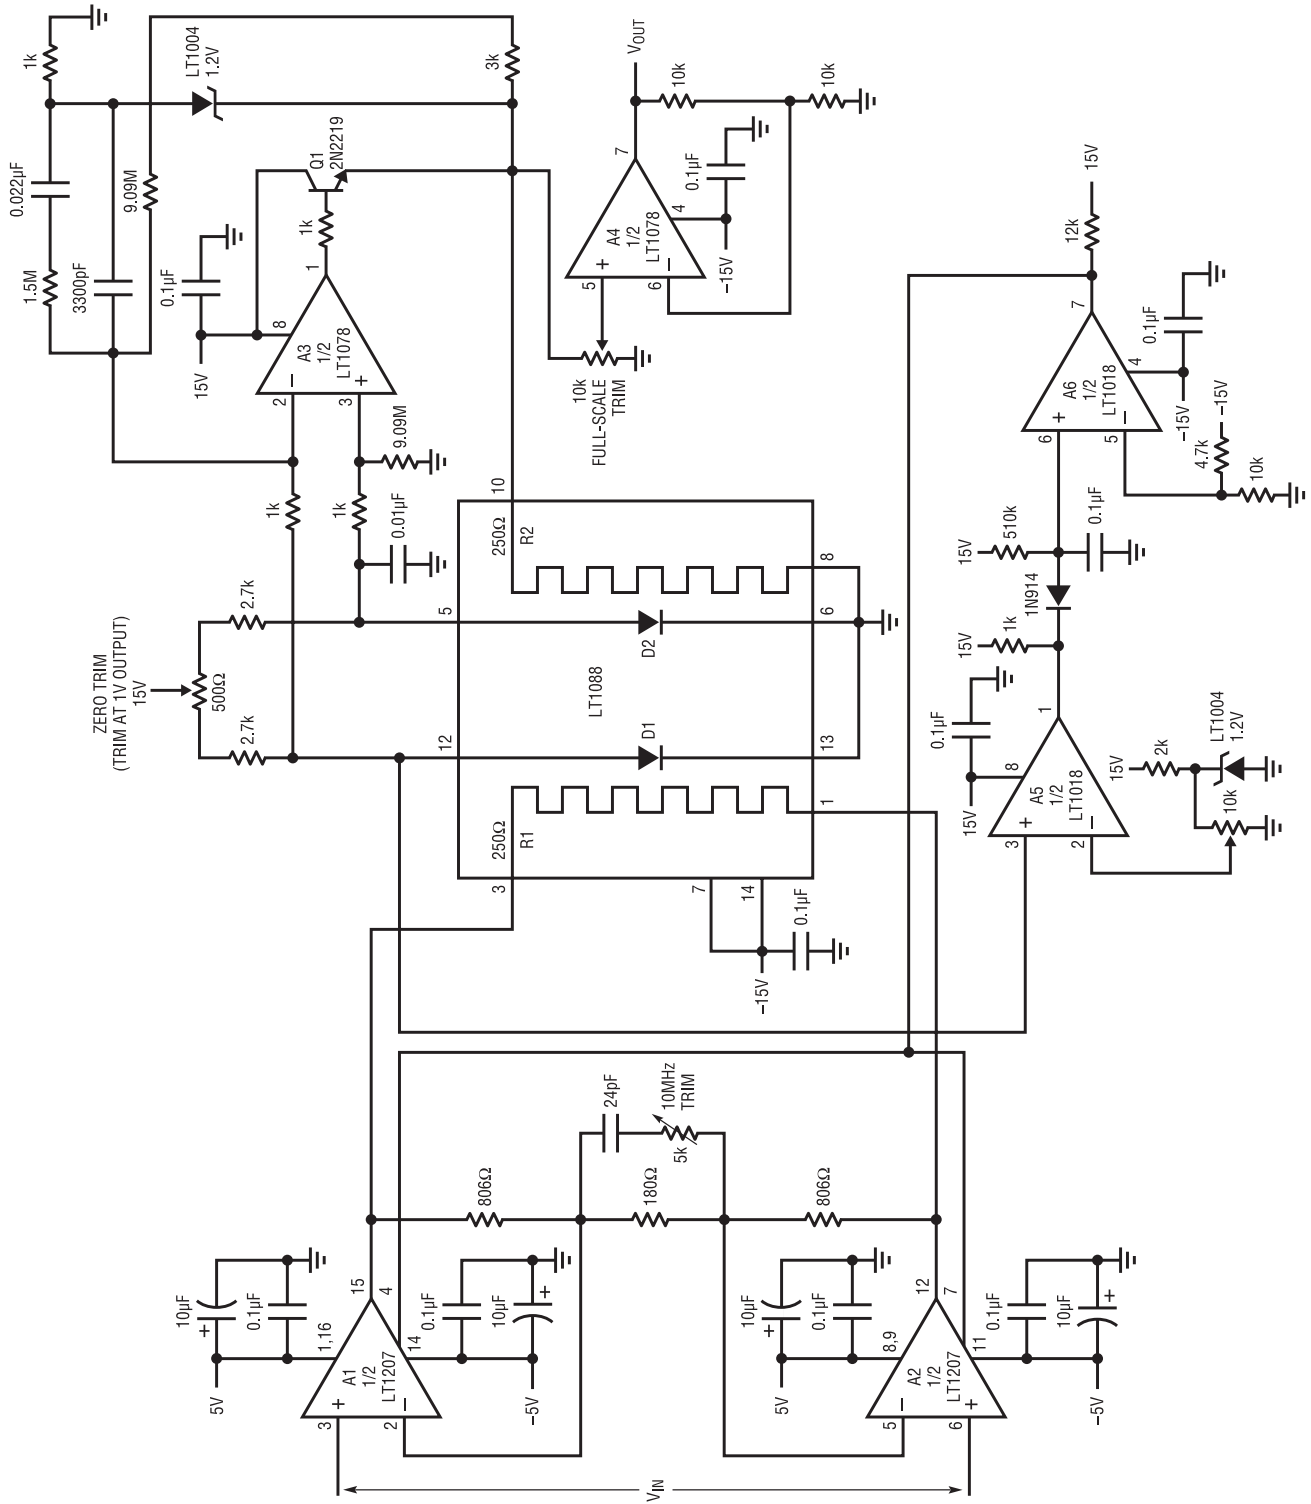 1k
LT1004
1.2V
3k
0.022µF
9.09M
1.5M
3300pF
0.1µF
15V
8
A3
1/2
LT1078
–
+
2
3
1
1k
Q1
2N2219
1k
1k
9.09M
0.01µF
ZERO TRIM
(TRIM AT 1V OUTPUT)
15V
500Ω
2.7k
2.7k
VOUT
10k
10k
7
A4
1/2
LT1078
+
–
5
6
4
0.1µF
–15V
10k
FULL-SCALE
TRIM
12
5
10
250Ω
R2
D2
LT1088
D1
250Ω
R1
3
7
14
1
13
6
8
0.1µF
–15V
12k
15V
7
A6
1/2
LT1018
+
–
6
5
4
0.1µF
–15V
4.7k
–15V
10k
15V
510k
0.1µF
1N914
15V
1k
0.1µF
15V
8
1
A5
1/2
LT1018
+
–
3
2
15V
2k
LT1004
1.2V
10k
24pF
10MHz
TRIM
5k
806Ω
180Ω
806Ω
10µF
+
0.1µF
5V
1,16
15
4
14
A1
1/2
LT1207
+
–
3
2
0.1µF
10µF
+
–5V
10µF
+
0.1µF
5V
8,9
12
7
11
A2
1/2
LT1207
–
+
5
6
0.1µF
10µF
+
–5V
VIN